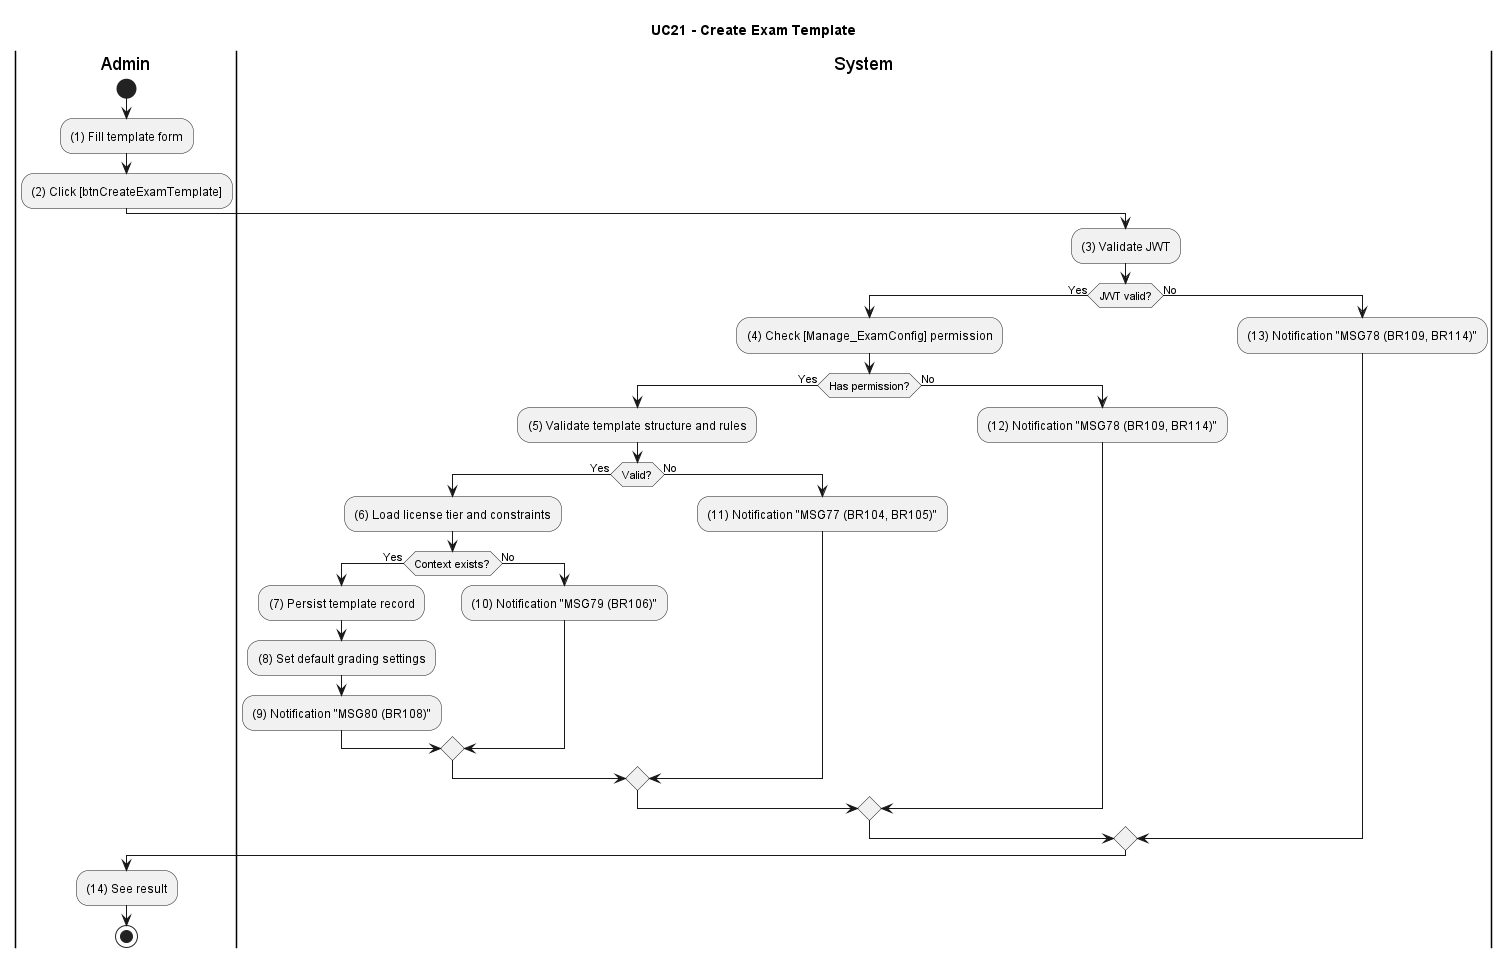 UC21 - Create Exam Template
Admin
System
(1) Fill template form
(2) Click [btnCreateExamTemplate]
(3) Validate JWT
Yes
JWT valid?
No
(4) Check [Manage_ExamConfig] permission
(13) Notification "MSG78 (BR109, BR114)"
Yes
Has permission?
No
(5) Validate template structure and rules
(12) Notification "MSG78 (BR109, BR114)"
Yes
Valid?
No
(6) Load license tier and constraints
(11) Notification "MSG77 (BR104, BR105)"
Yes
Context exists?
No
(7) Persist template record
(10) Notification "MSG79 (BR106)"
(8) Set default grading settings
(9) Notification "MSG80 (BR108)"
(14) See result